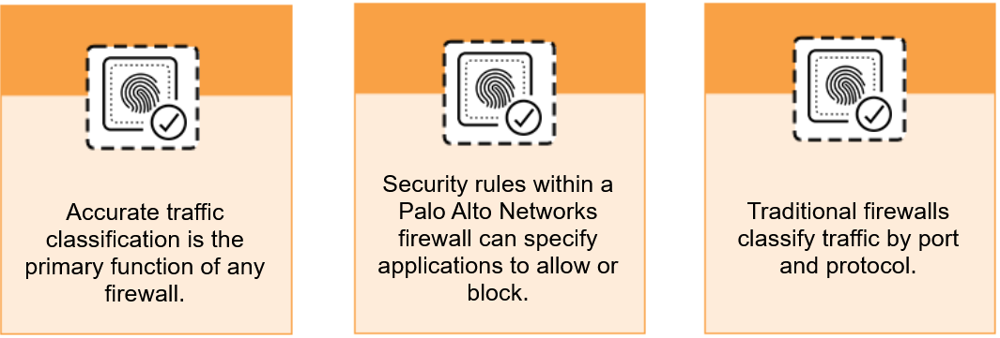 Accurate traffic
classification is the
primary function of any
firewall.
Security rules within a
Palo Alto Networks
firewall can specify
applications to allow or
block.
Traditional firewalls
classify traffic by port
and protocol.